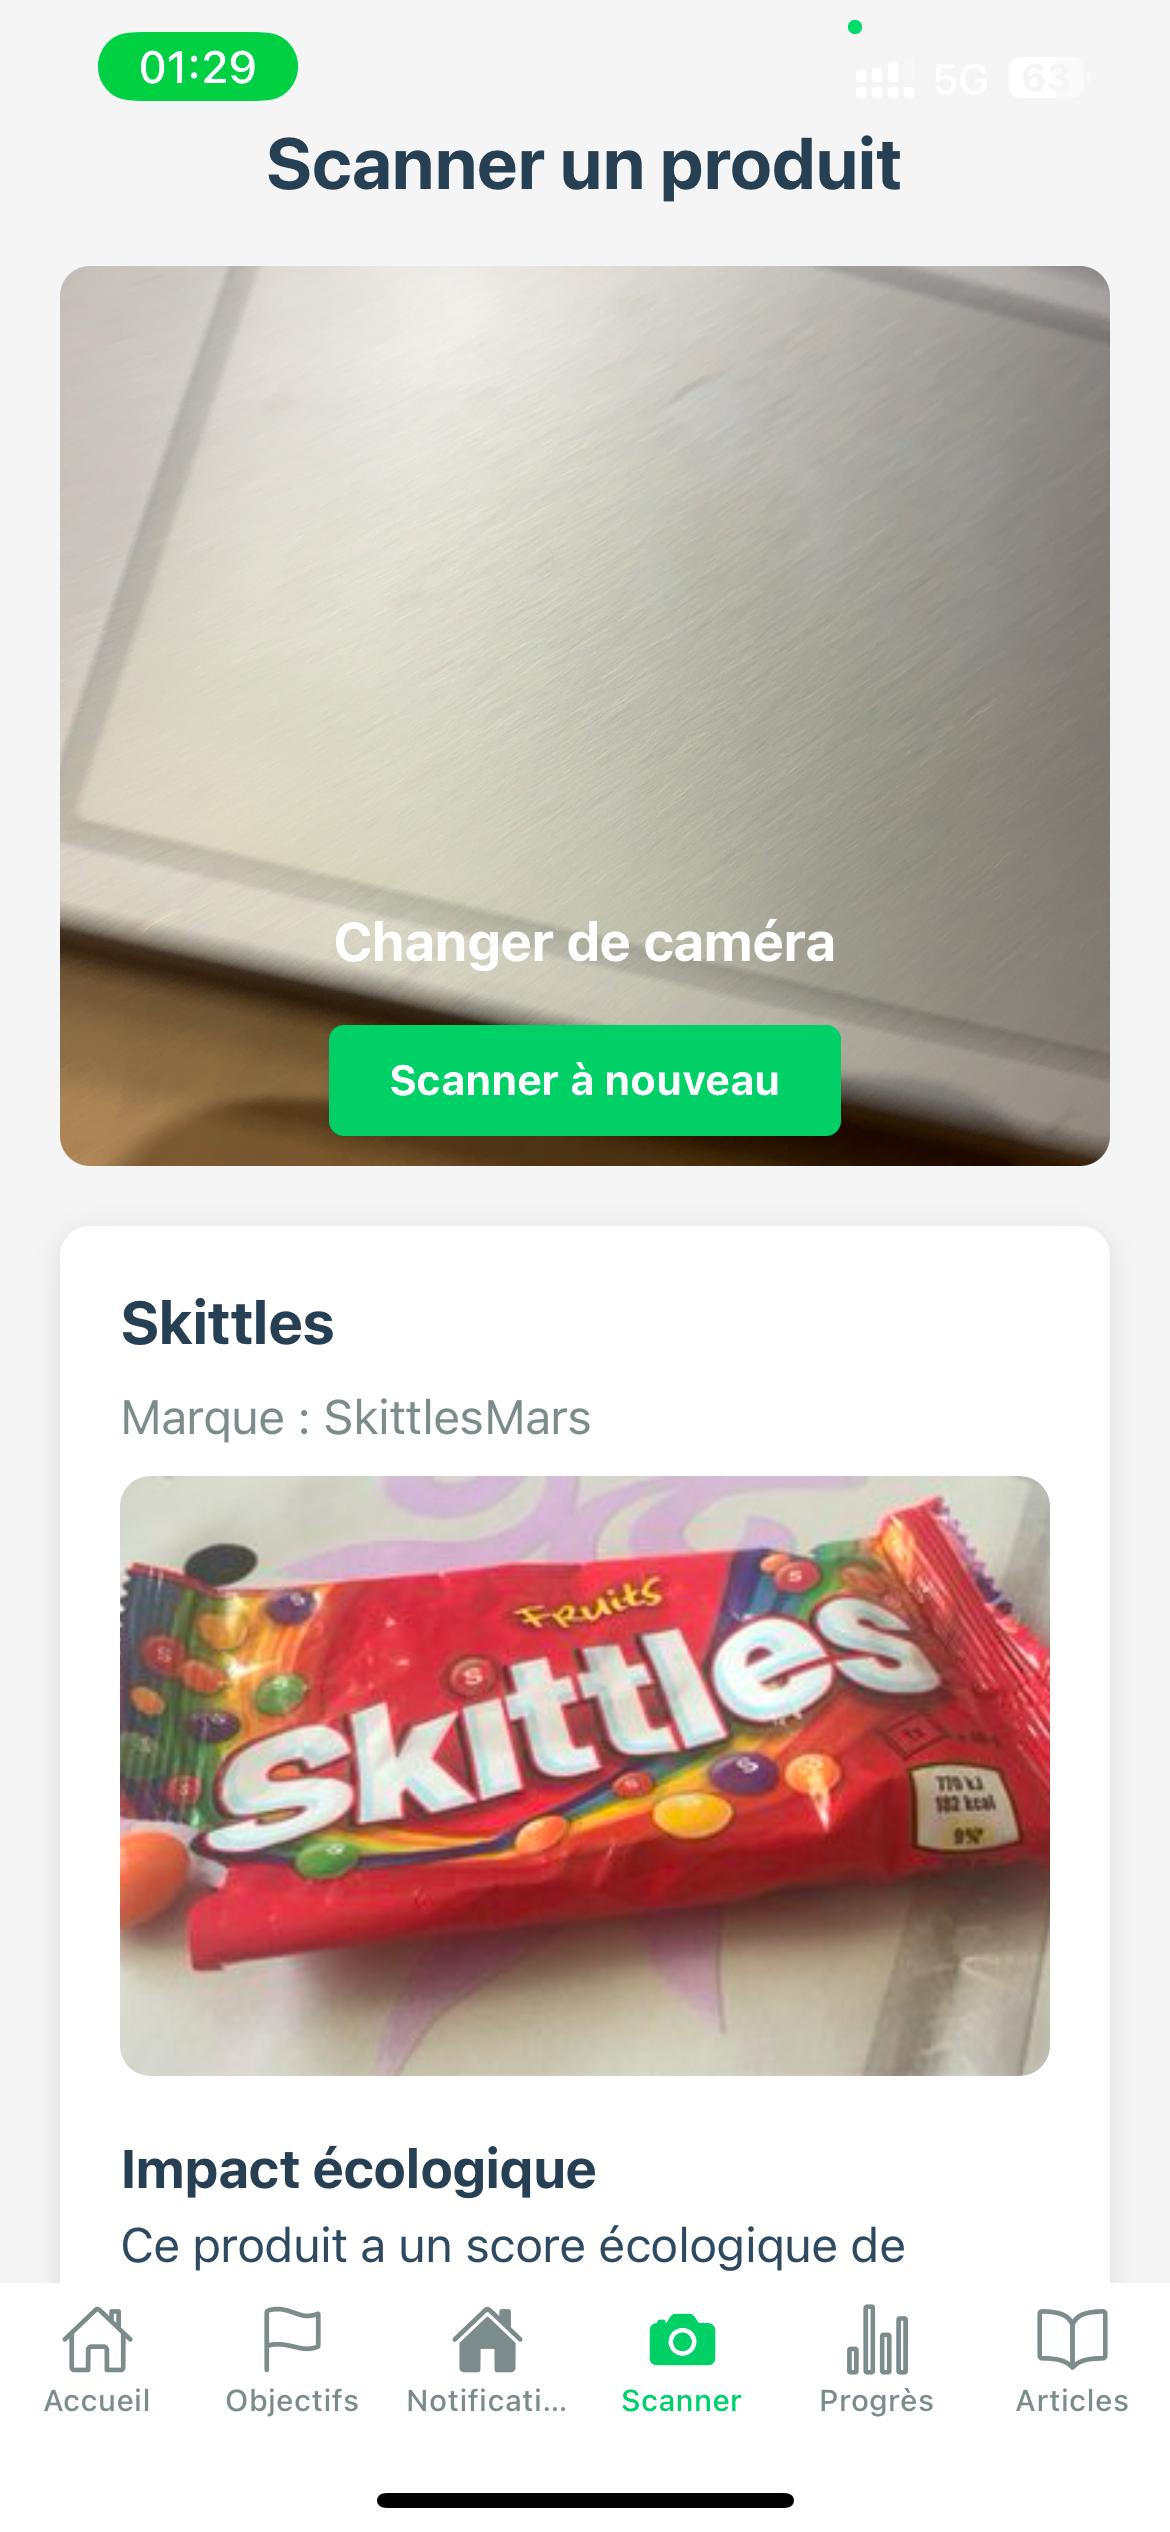 01:29
5G 63
Scanner un produit
Changer de caméra
Scanner à nouveau
Skittles
Marque : SkittlesMars
Fruits
Skittles
770 kJ
182 kcal
9%*
Impact écologique
Ce produit a un score écologique de
Accueil Objectifs Notificati... Scanner Progrès Articles